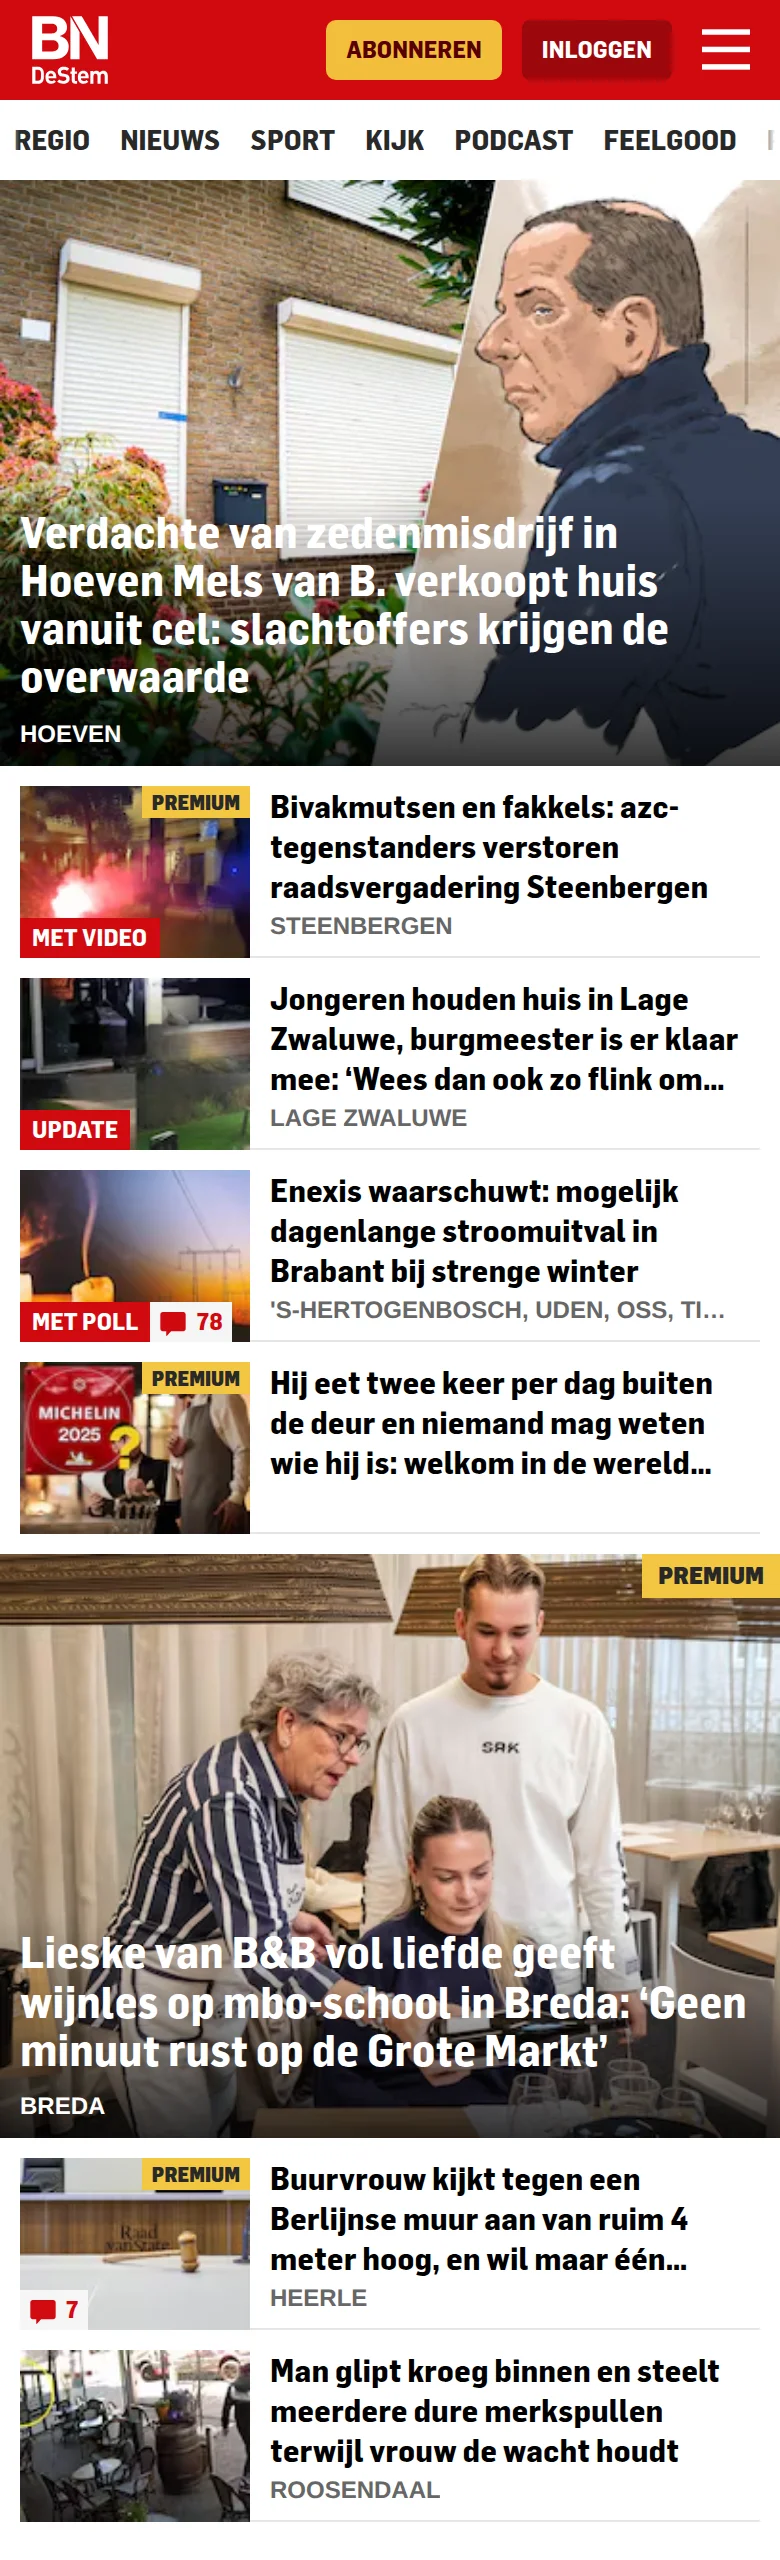 BN
DeStem
ABONNEREN
INLOGGEN
REGIO NIEUWS SPORT KIJK PODCAST FEELGOOD
Verdachte van zedenmisdrijf in
Hoeven Mels van B. verkoopt huis
vanuit cel: slachtoffers krijgen de
overwaarde
HOEVEN
PREMIUM
MET VIDEO
Bivakmutsen en fakkels: azc-
tegenstanders verstoren
raadsvergadering Steenbergen
STEENBERGEN
UPDATE
Jongeren houden huis in Lage
Zwaluwe, burgmeester is er klaar
mee: ‘Wees dan ook zo flink om...
LAGE ZWALUWE
MET POLL 78
Enexis waarschuwt: mogelijk
dagenlange stroomuitval in
Brabant bij strenge winter
'S-HERTOGENBOSCH, UDEN, OSS, TI...
PREMIUM
MICHELIN
2025
?
Hij eet twee keer per dag buiten
de deur en niemand mag weten
wie hij is: welkom in de wereld...
PREMIUM
SRK
Lieske van B&B vol liefde geeft
wijnles op mbo-school in Breda: ‘Geen
minuut rust op de Grote Markt’
BREDA
PREMIUM
Raad
vanState
7
Buurvrouw kijkt tegen een
Berlijnse muur aan van ruim 4
meter hoog, en wil maar één...
HEERLE
Man glipt kroeg binnen en steelt
meerdere dure merkspullen
terwijl vrouw de wacht houdt
ROOSENDAAL